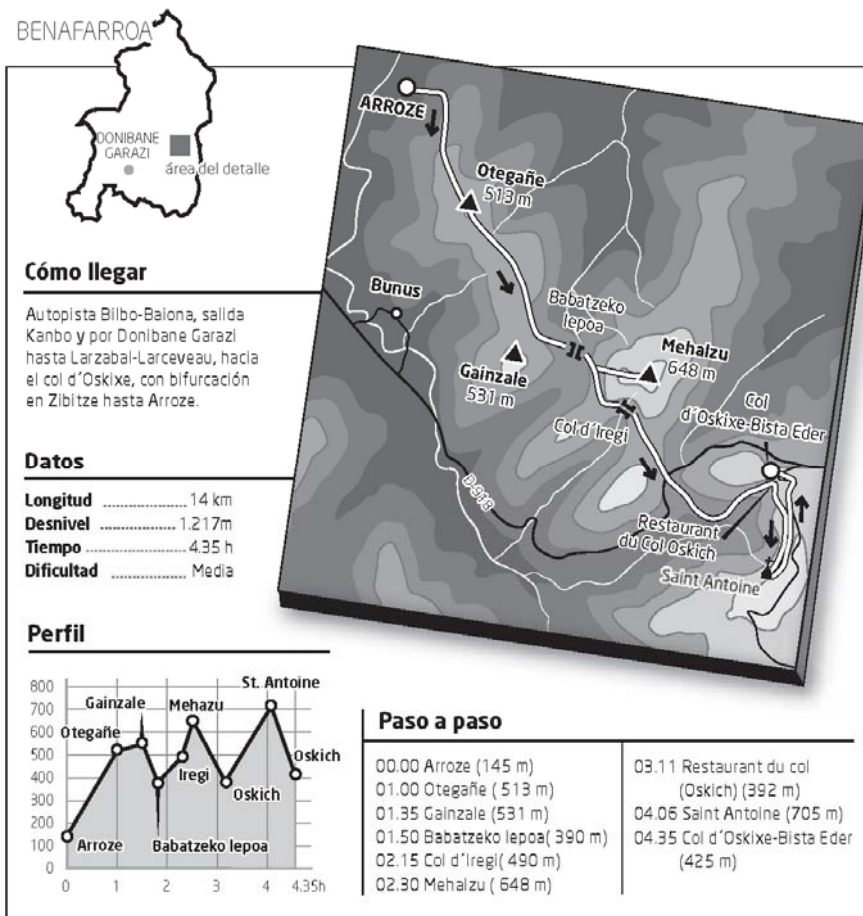 BENAFARROA
DONIBANE
GARAZI
área del detalle
Cómo llegar
Autopista Bilbo-Baiona, salida
Kanbo y por Donibane Garazi
hasta Larzabal-Larceveau, hacia
el col d´Oskixe, con bifurcación
en Zibitze hasta Arroze.
Datos
Longitud ............... 14 km
Desnivel ............... 1.217m
Tiempo ................. 4.35 h
Dificultad ............. Media
ARROZE
Otegañe
513 m
Bunus
Babatzeko
lepoa
Gainzale
531 m
Mehalzu
648 m
Col d´Iregi
Col
d´Oskixe-Bista Eder
D-918
Restaurant
du Col Oskich
Saint Antoine
Perfil
800
700
600
500
400
300
200
100
0
Otegañe
Gainzale
Mehazu
St. Antoine
Iregi
Oskich
Oskich
Arroze
Babatzeko lepoa
0 1 2 3 4 4.35h
Paso a paso
00.00 Arroze (145 m)
01.00 Otegañe ( 513 m)
01.35 Gainzale (531 m)
01.50 Babatzeko lepoa( 390 m)
02.15 Col d´Iregi( 490 m)
02.30 Mehalzu ( 648 m)
03.11 Restaurant du col
(Oskich) (392 m)
04.06 Saint Antoine (705 m)
04.35 Col d´Oskixe-Bista Eder
(425 m)